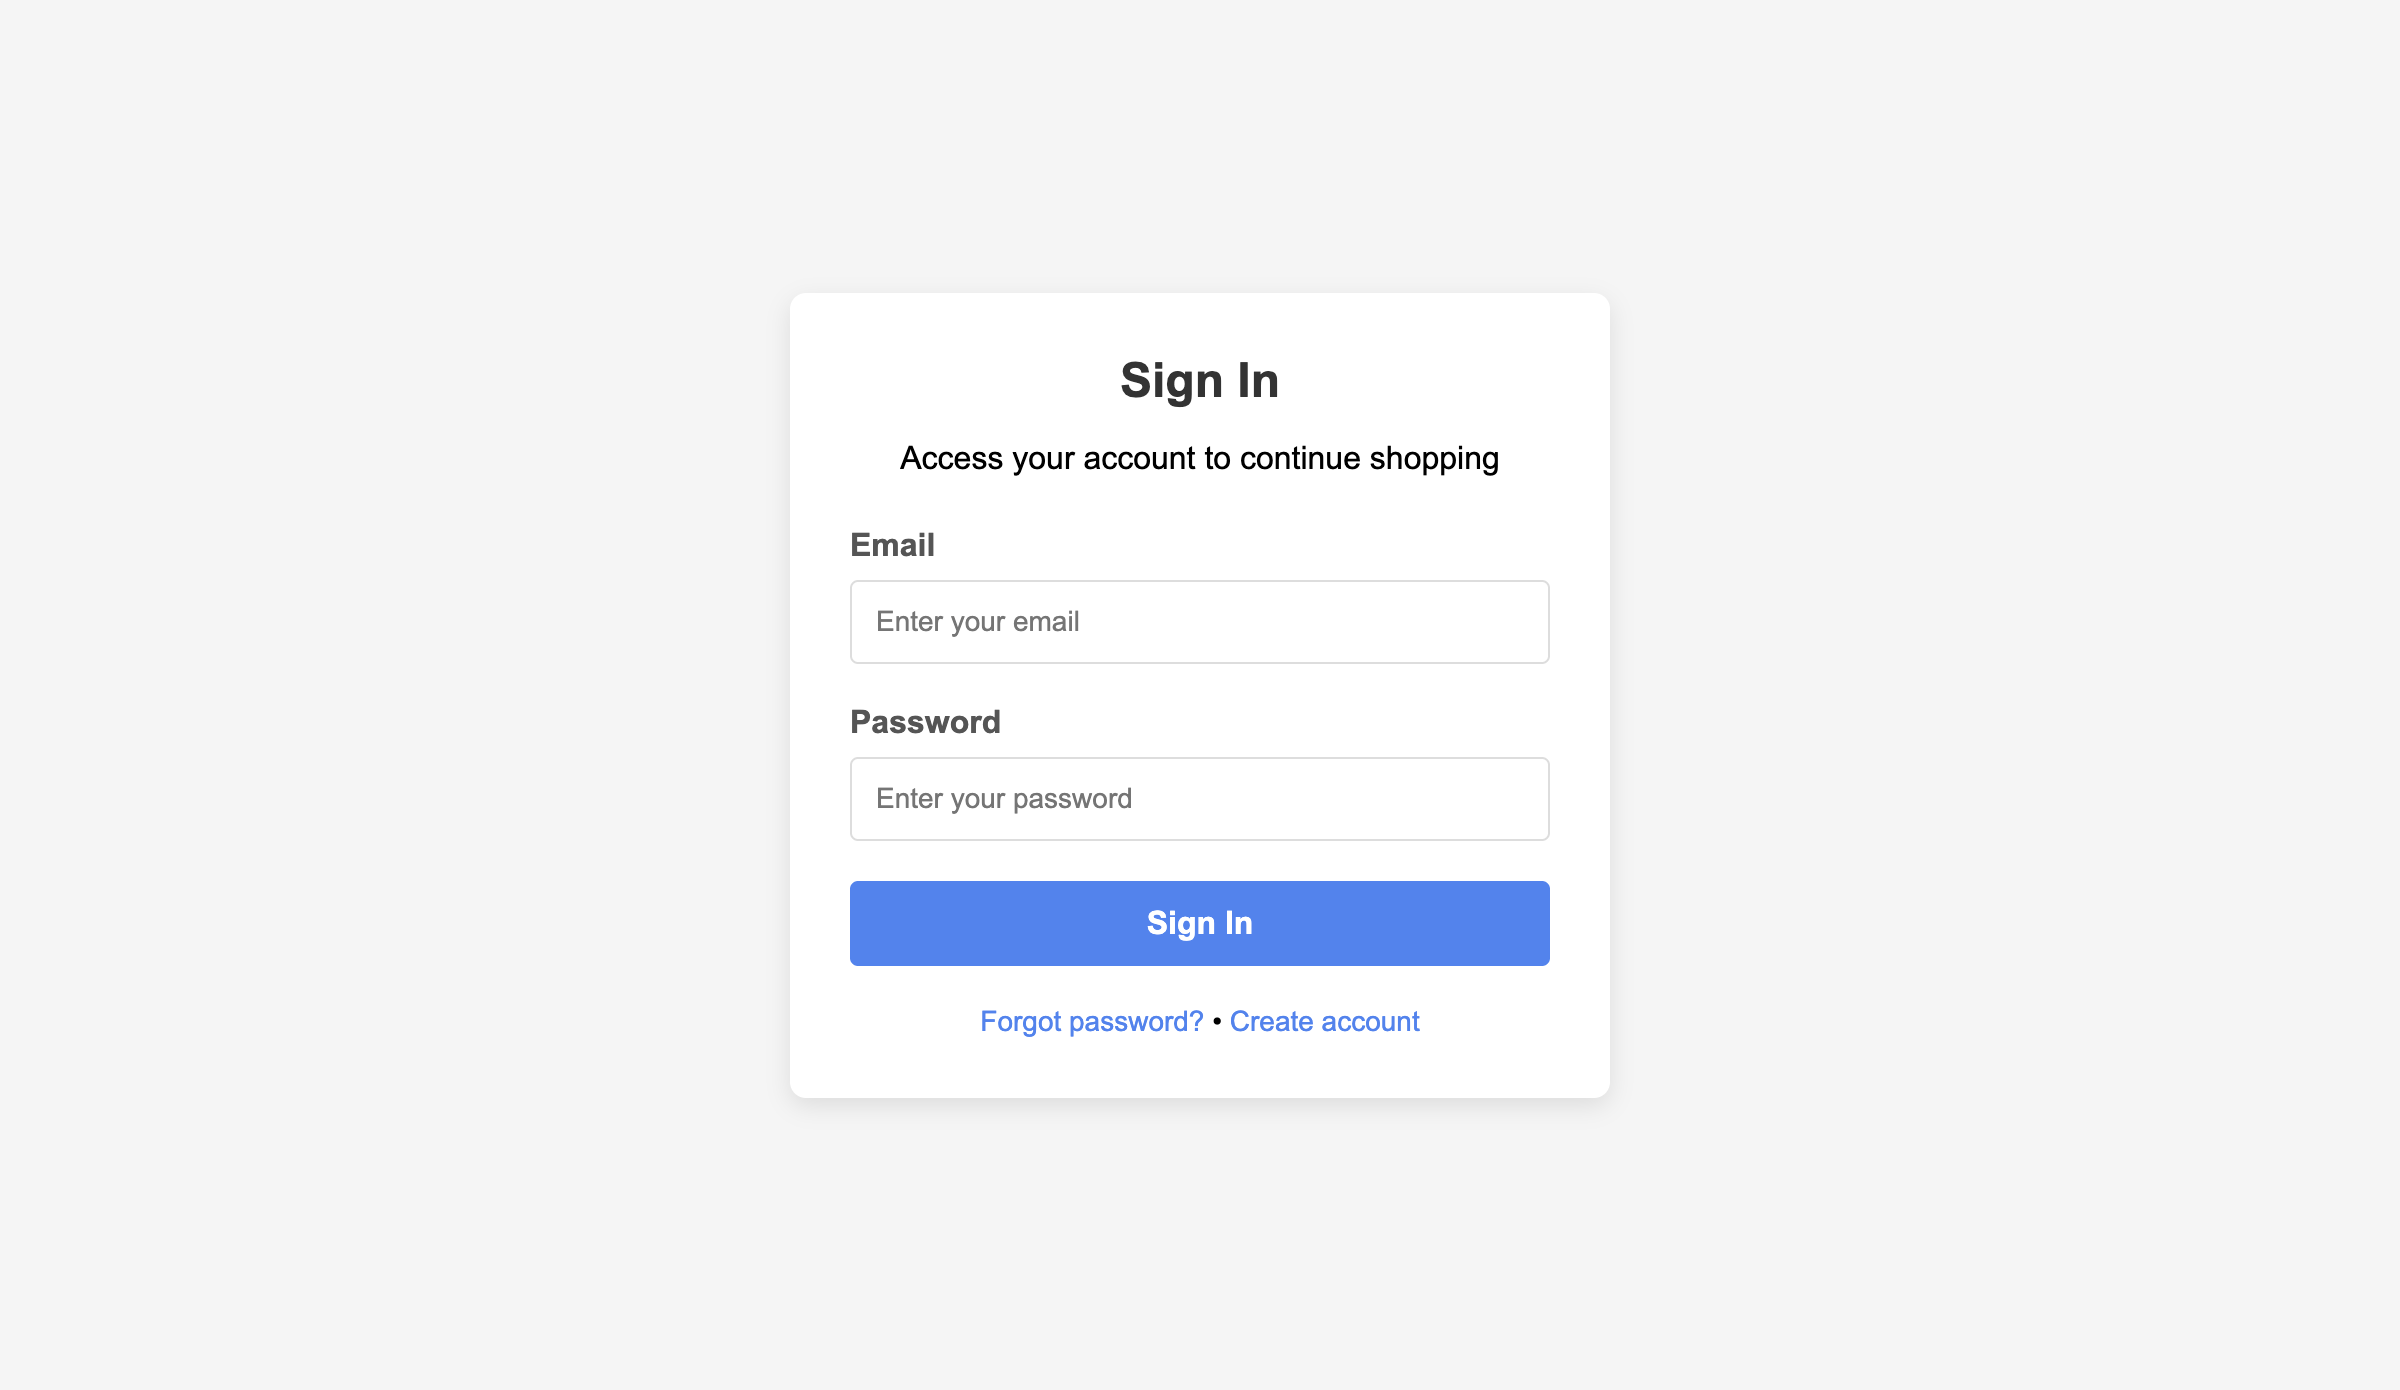 Sign In
Access your account to continue shopping
Email
Enter your email
Password
Enter your password
Sign In
Forgot password? • Create account